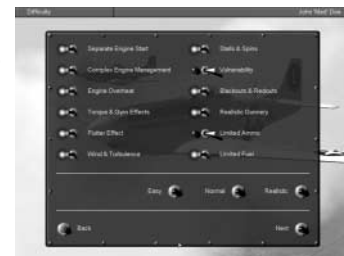 Difficulty John 'Nest' Doe
Separate Engine Start Stalls & Spins
Complex Engine Management Vulnerability
Engine Overheat Blackouts & Redouts
Torque & Gyro Effects Realistic Gunnery
Flutter Effect Limited Ammo
Wind & Turbulence Limited Fuel
Easy Normal Realistic
Back Next